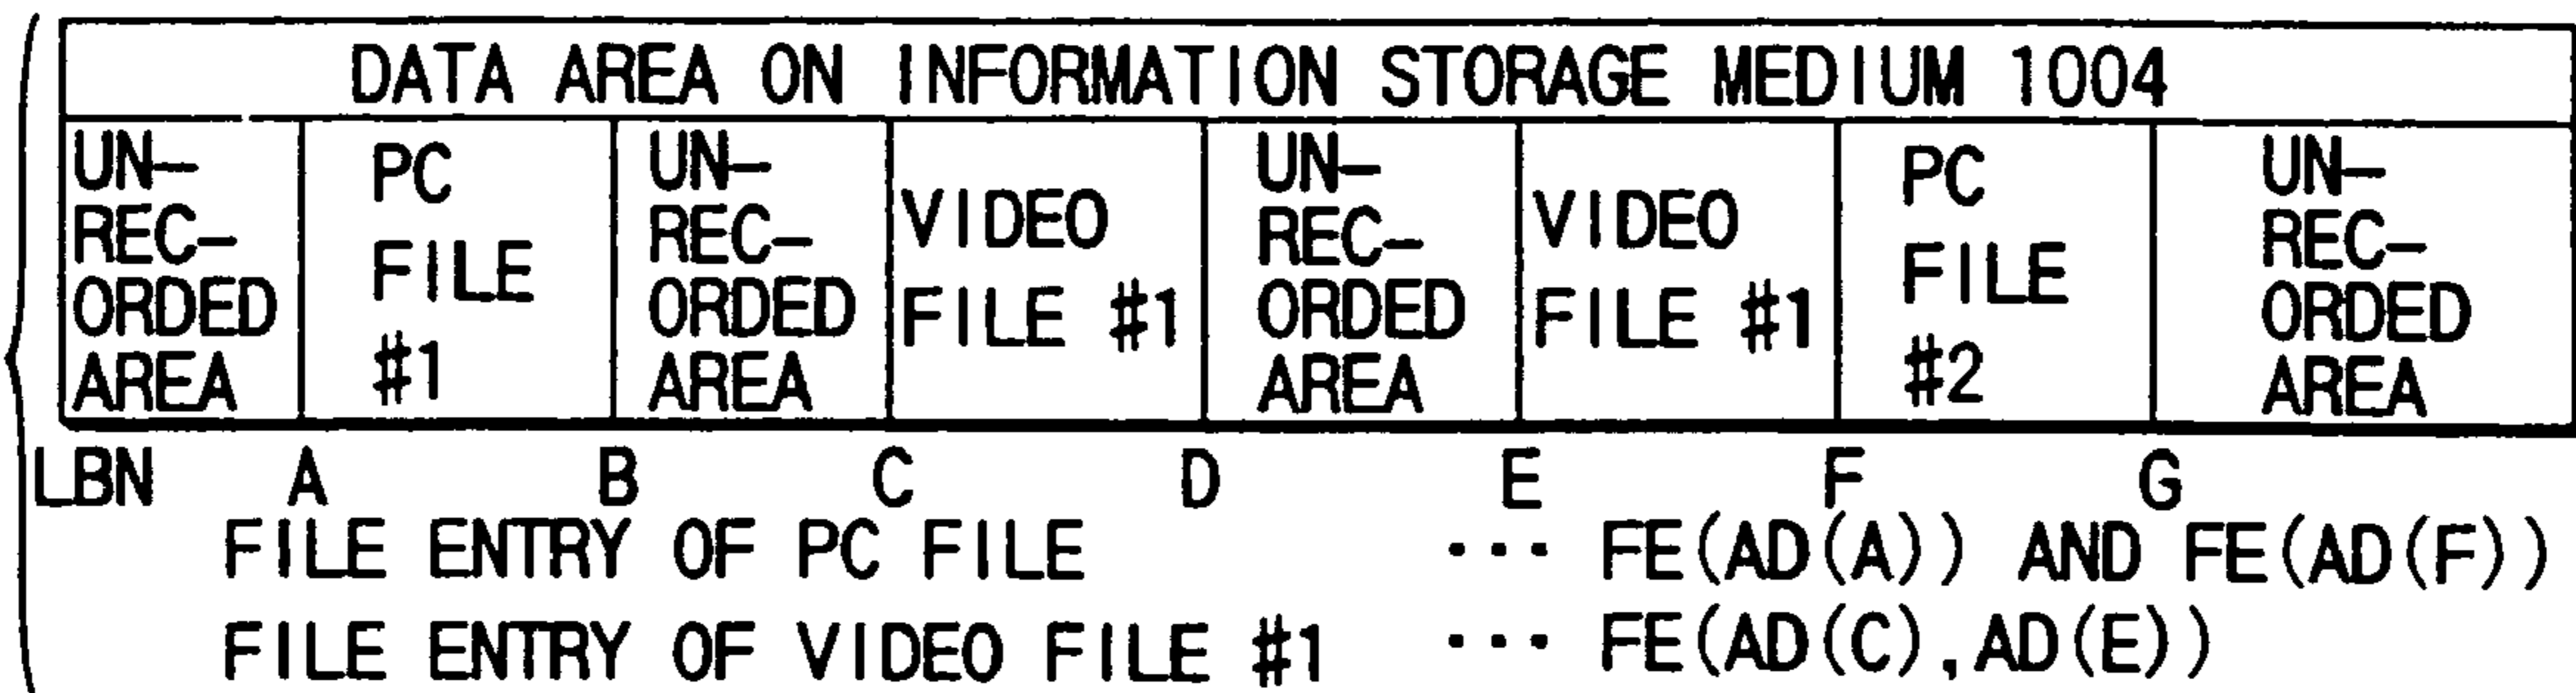 DATA AREA ON INFORMATION STORAGE MEDIUM 1004
UN-
REC-
ORDED
AREA
PC
FILE
#1
UN-
REC-
ORDED
AREA
VIDEO
FILE #1
UN-
REC-
ORDED
AREA
VIDEO
FILE #1
PC
FILE
#2
UN-
REC-
ORDED
AREA
LBN A B C D E F G
FILE ENTRY OF PC FILE ••• FE(AD(A)) AND FE(AD(F))
FILE ENTRY OF VIDEO FILE #1 ••• FE(AD(C),AD(E))